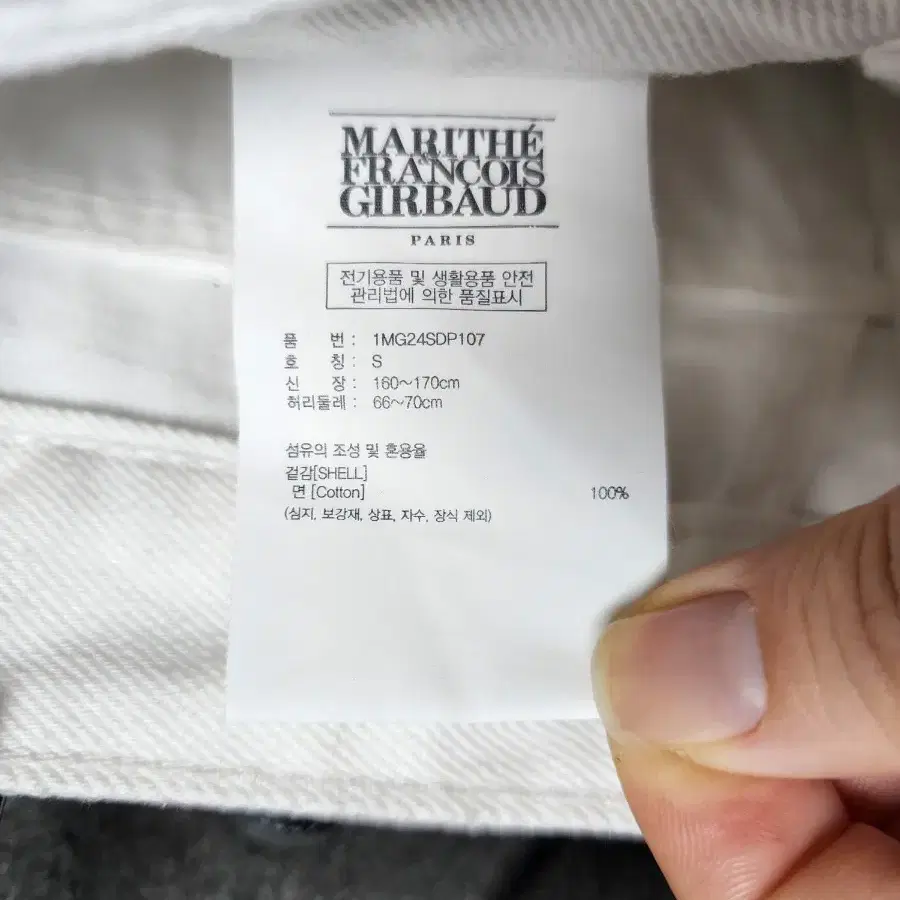 MARITHÉ
&
FRANCOIS
GIRBAUD
PARIS
전기용품 및 생활용품 안전
관리법에 의한 품질표시
품 번 : 1MG24SDP107
호 칭 : S
신 장 : 160~170cm
허리둘레 : 66~70cm
섬유의 조성 및 혼용율
겉감[SHELL]
면 [Cotton] 100%
(심지, 보강재, 상표, 자수, 장식 제외)